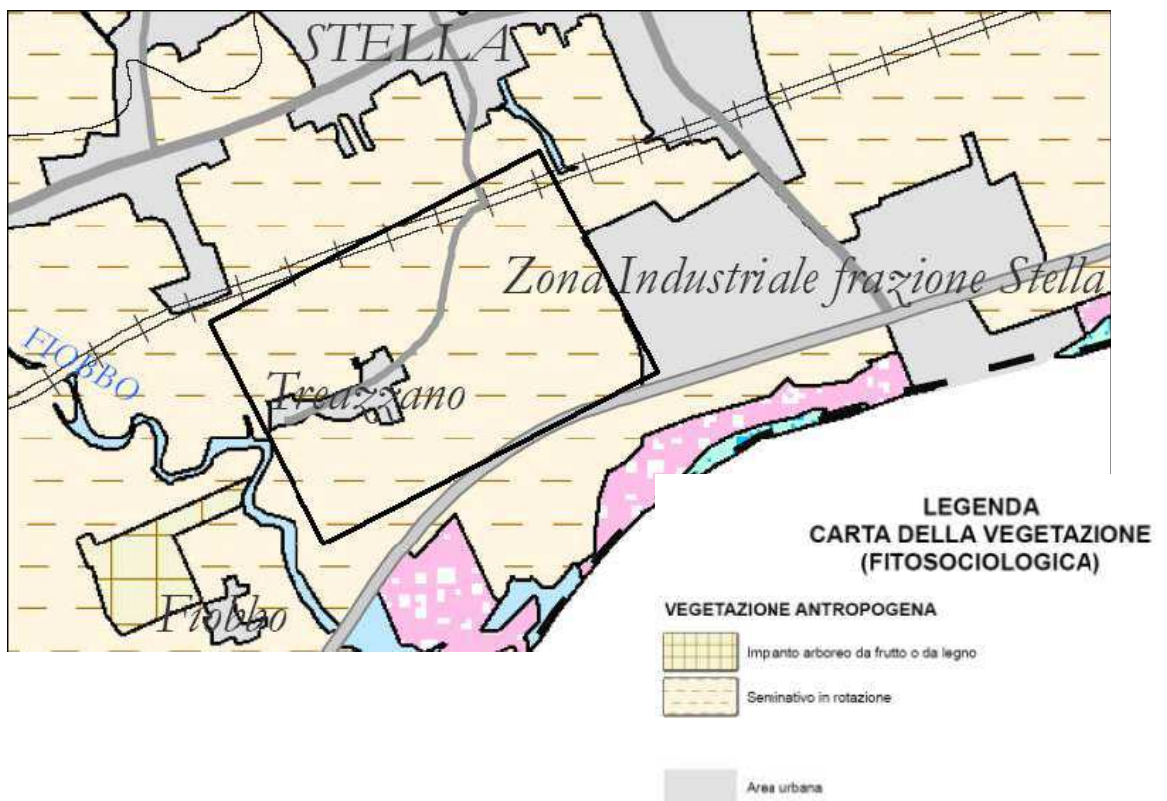 STELLA
Zona Industriale frazione Stella
FIOBBO
Treazzano
Fiobbo
LEGENDA
CARTA DELLA VEGETAZIONE
(FITOSOCIOLOGICA)
VEGETAZIONE ANTROPOGENA
Impanto arboreo da frutto o da legno
Seminativo in rotazione
Area urbana